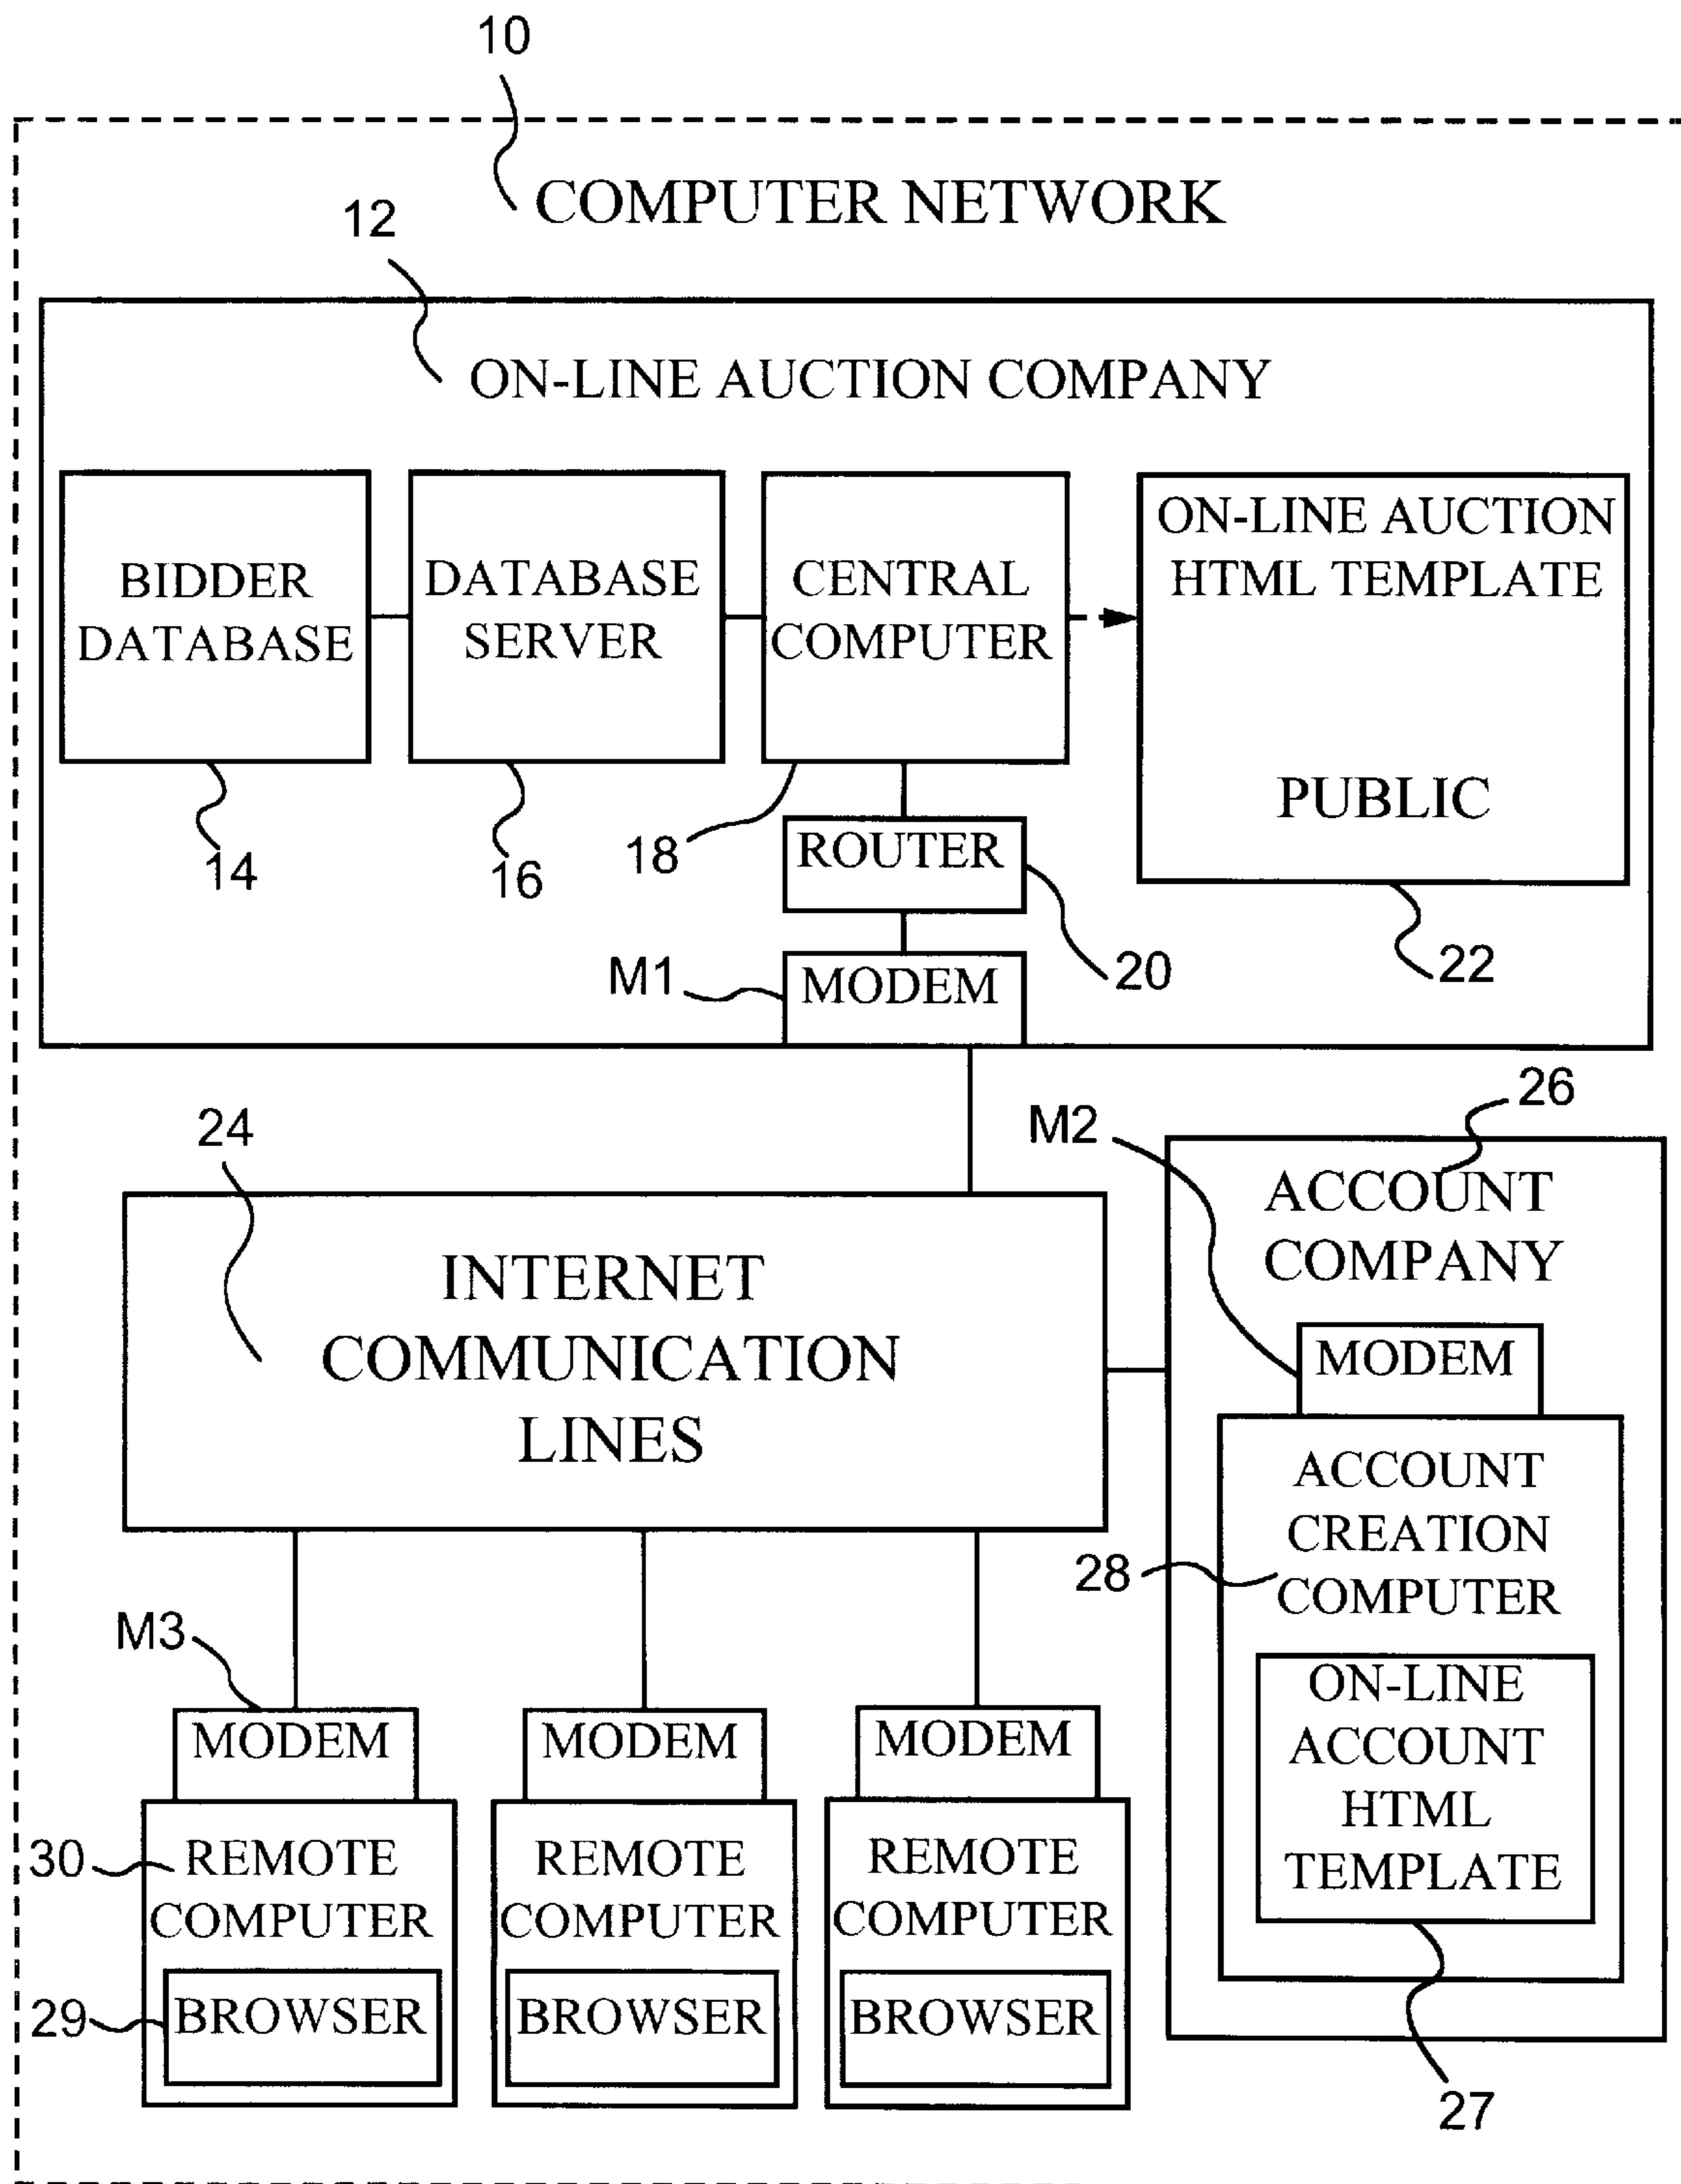 10
COMPUTER NETWORK
12
ON-LINE AUCTION COMPANY
BIDDER
DATABASE
14
DATABASE
SERVER
16
CENTRAL
COMPUTER
18
ON-LINE AUCTION
HTML TEMPLATE
PUBLIC
22
ROUTER
20
M1
MODEM
24
INTERNET
COMMUNICATION
LINES
M2
26
ACCOUNT
COMPANY
MODEM
ACCOUNT
CREATION
COMPUTER
28
ON-LINE
ACCOUNT
HTML
TEMPLATE
27
M3
MODEM
30
REMOTE
COMPUTER
29
BROWSER
MODEM
REMOTE
COMPUTER
BROWSER
MODEM
REMOTE
COMPUTER
BROWSER